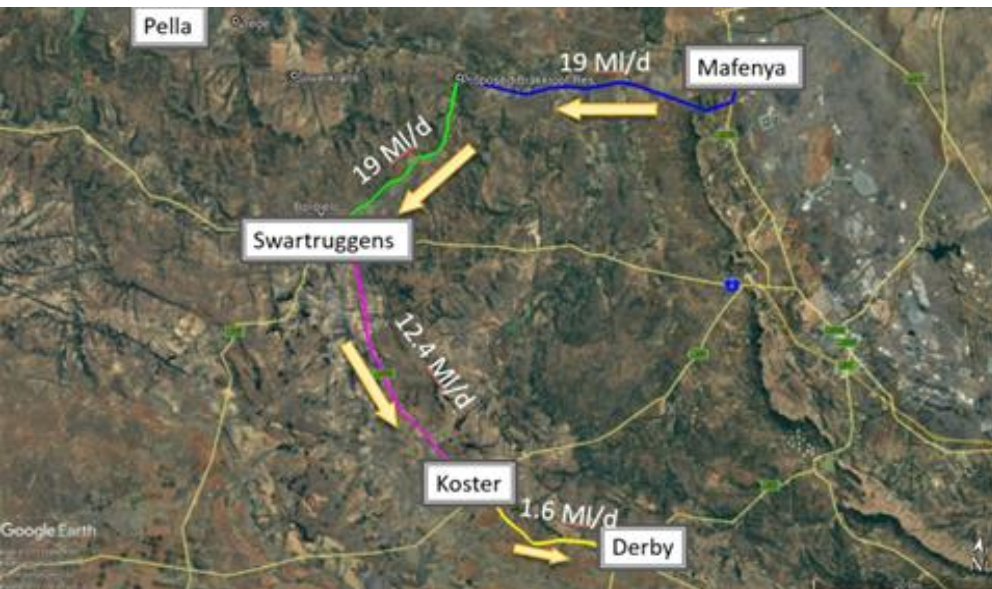 Pella
19 Ml/d
Mafenya
19 Ml/d
Swartruggens
12.4 Ml/d
Koster
1.6 Ml/d
Derby
Google Earth
N